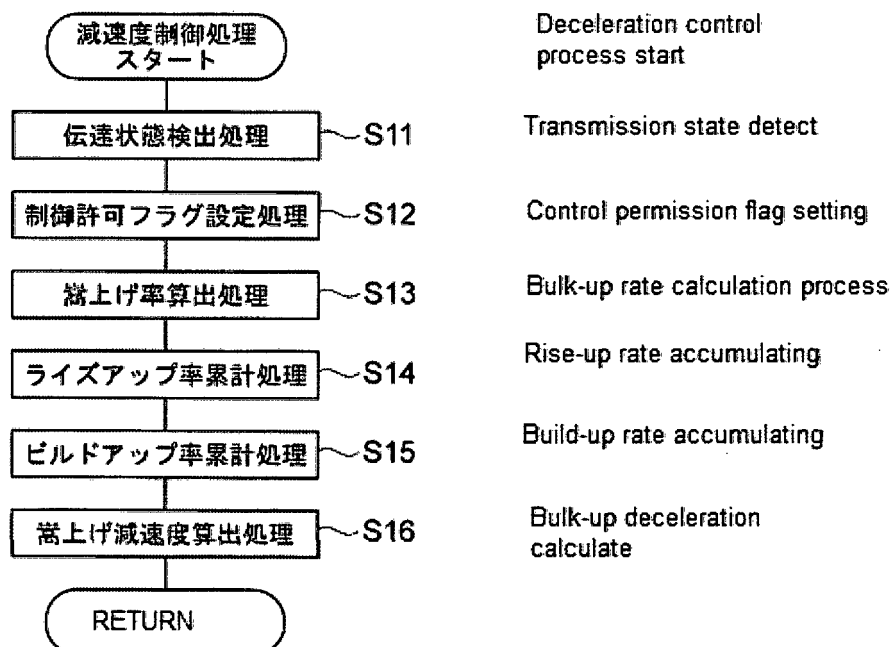 減速度制御処理
スタート
Deceleration control
process start
伝達状態検出処理
S11
Transmission state detect
制御許可フラグ設定処理
S12
Control permission flag setting
嵩上げ率算出処理
S13
Bulk-up rate calculation process
ライズアップ率累計処理
S14
Rise-up rate accumulating
ビルドアップ率累計処理
S15
Build-up rate accumulating
嵩上げ減速度算出処理
S16
Bulk-up deceleration
calculate
RETURN